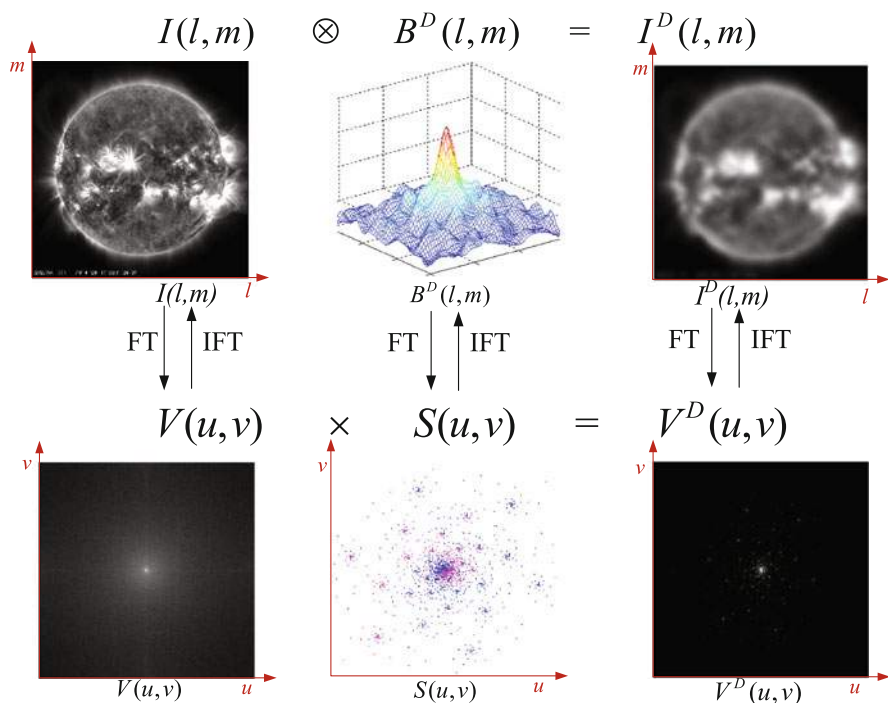 I(l,m) ⊗ B^D(l,m) = I^D(l,m)
m
m
l
l
I(l,m)
B^D(l,m)
I^D(l,m)
FT IFT
FT IFT
FT IFT
V(u,v) × S(u,v) = V^D(u,v)
v
v
v
u
u
u
V(u,v)
S(u,v)
V^D(u,v)